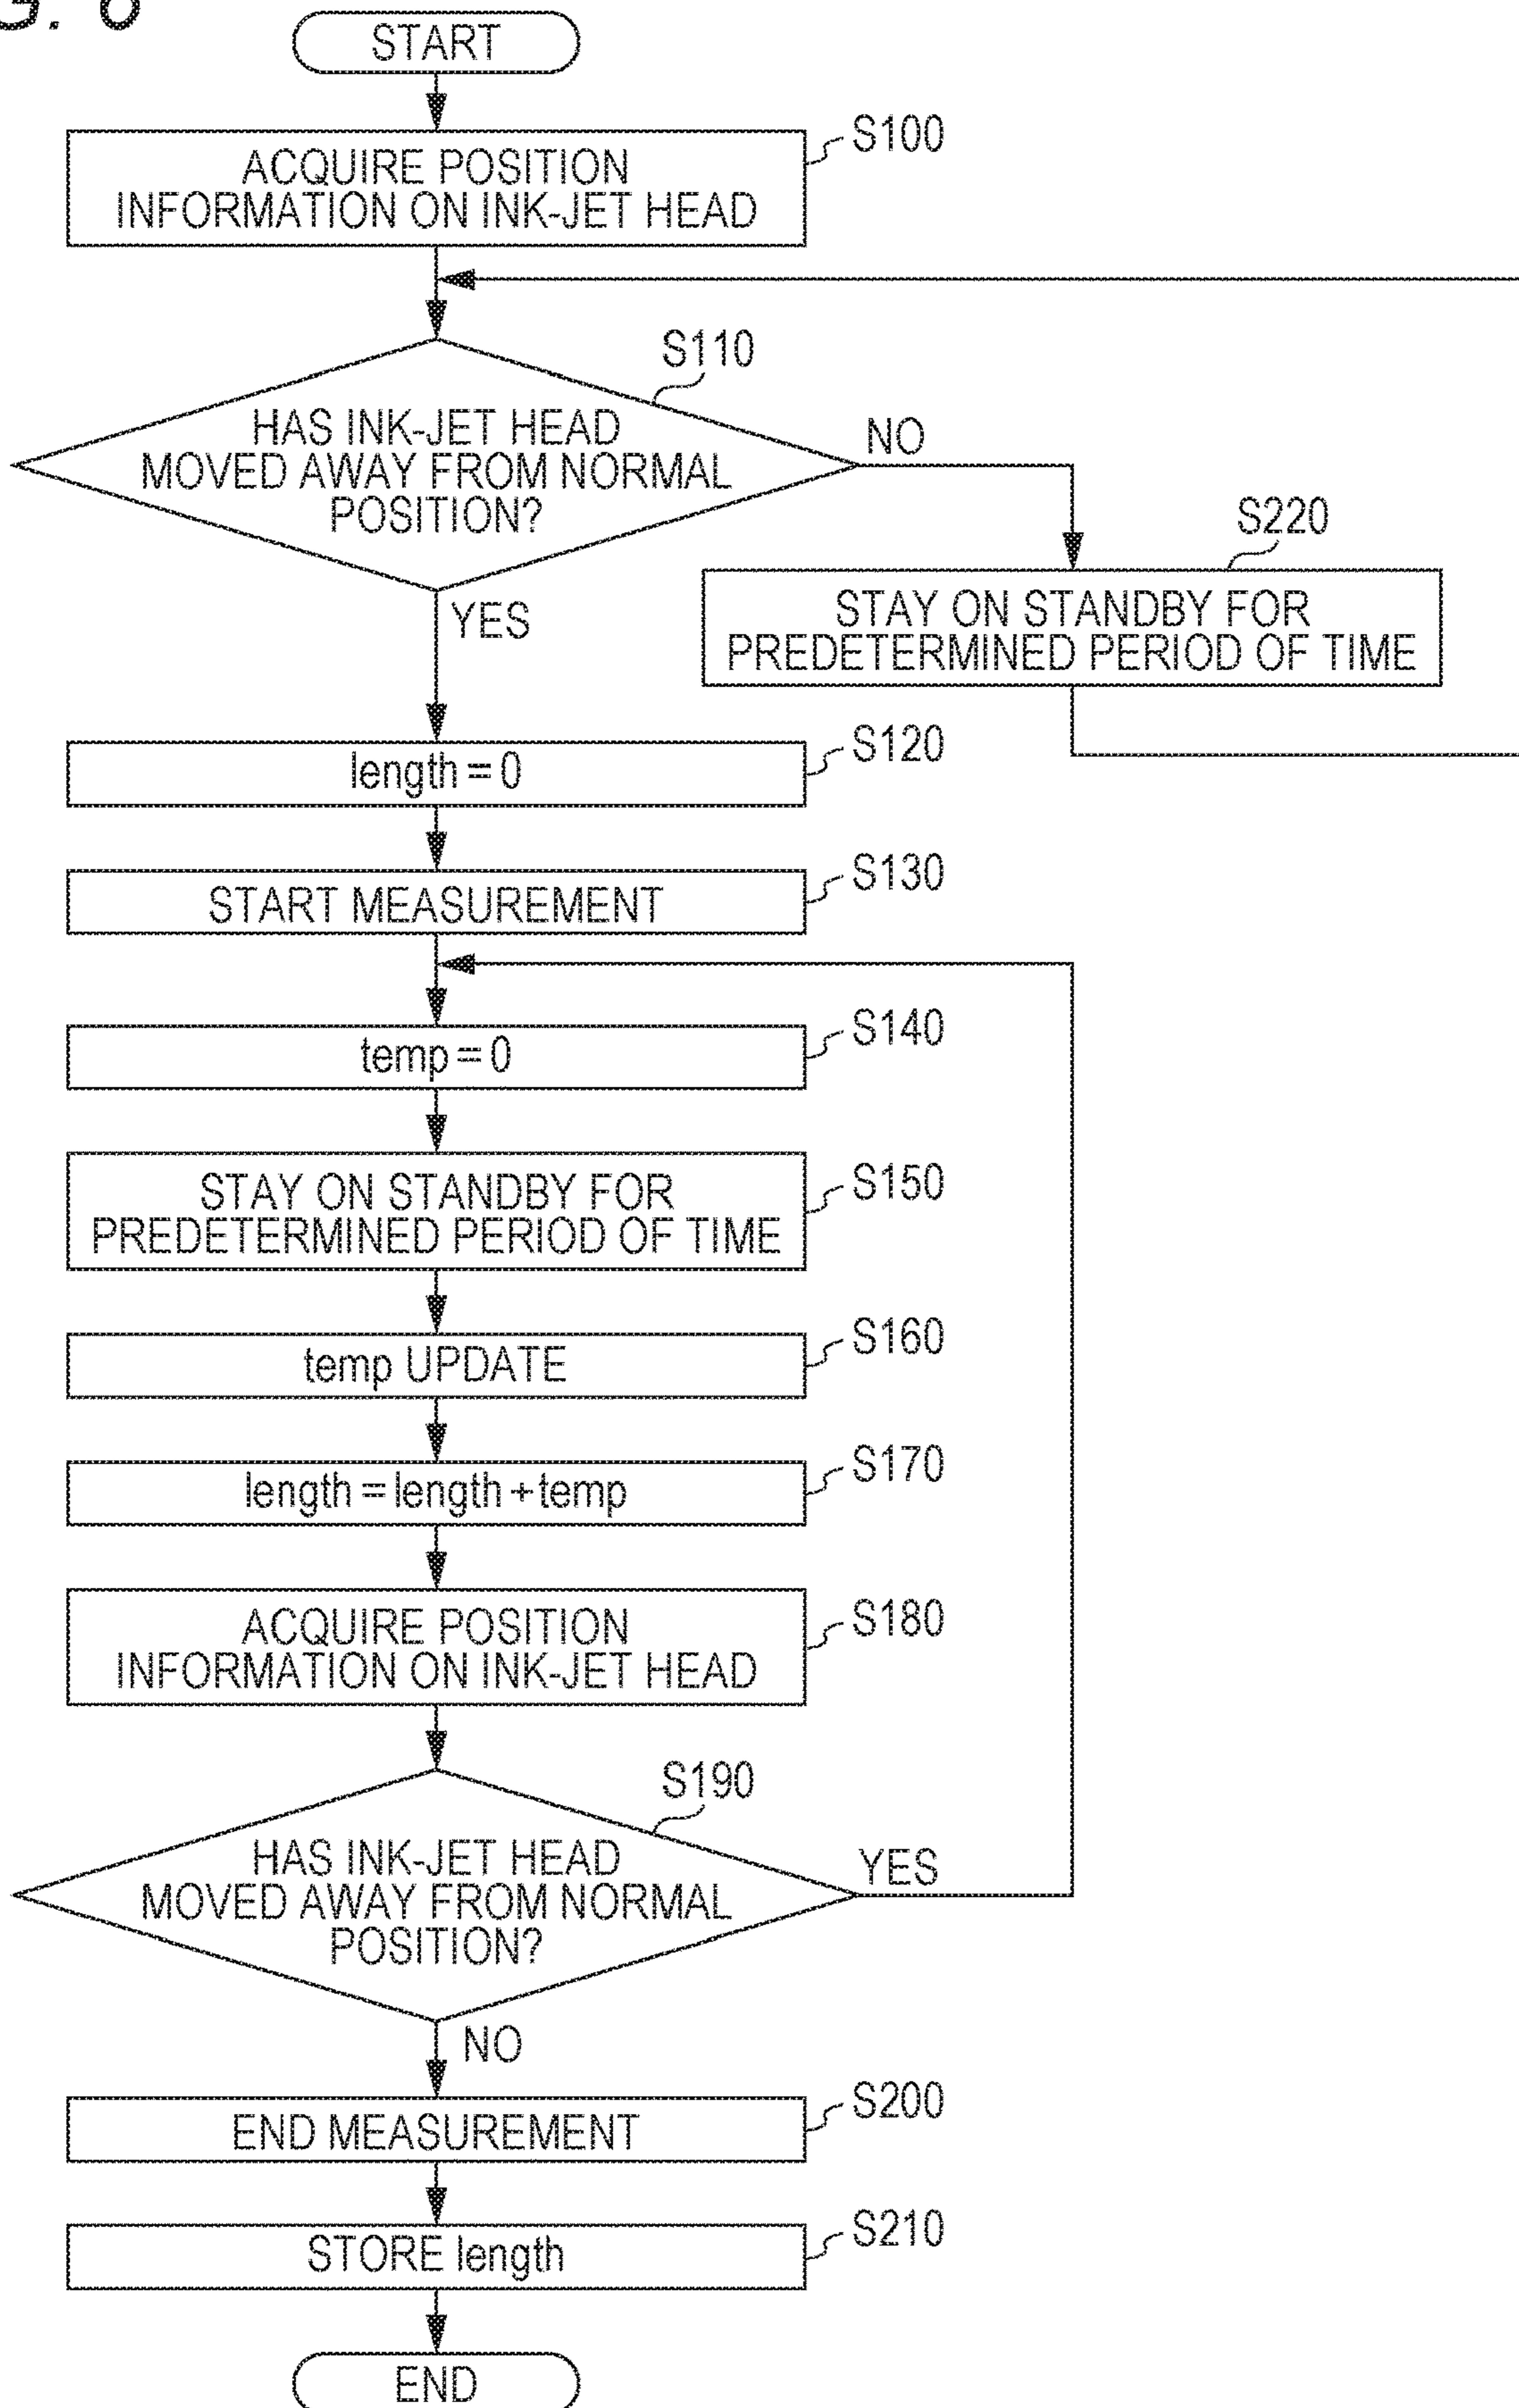 G. 6
START
S100
ACQUIRE POSITION
INFORMATION ON INK-JET HEAD
S110
HAS INK-JET HEAD
MOVED AWAY FROM NORMAL
POSITION?
NO
YES
S220
STAY ON STANDBY FOR
PREDETERMINED PERIOD OF TIME
S120
length = 0
S130
START MEASUREMENT
S140
temp = 0
S150
STAY ON STANDBY FOR
PREDETERMINED PERIOD OF TIME
S160
temp UPDATE
S170
length = length + temp
S180
ACQUIRE POSITION
INFORMATION ON INK-JET HEAD
S190
HAS INK-JET HEAD
MOVED AWAY FROM NORMAL
POSITION?
YES
NO
S200
END MEASUREMENT
S210
STORE length
END